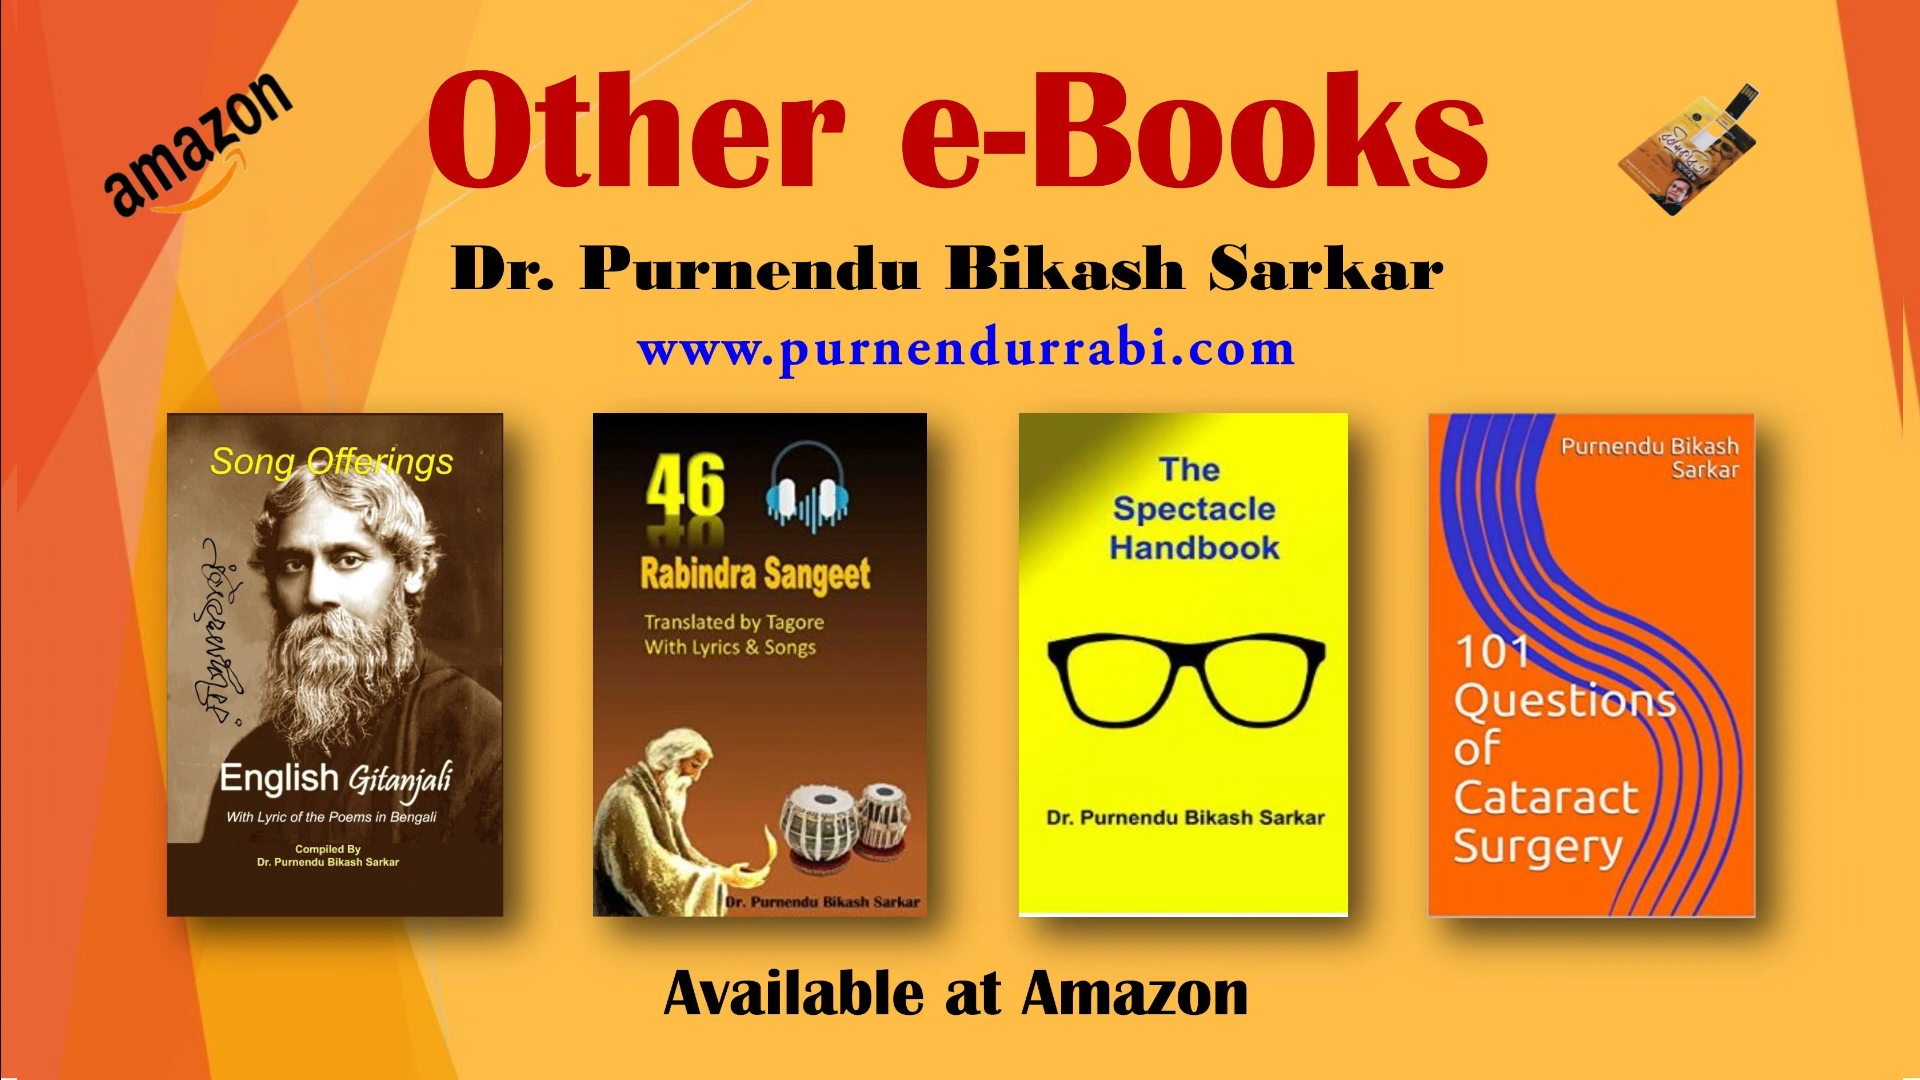 amazon
Other e-Books
Dr. Purnendu Bikash Sarkar
www.purnendurrabi.com
Song Offerings
English Gitanjali
With Lyric of the Poems in Bengali
Compiled By
Dr. Purnendu Bikash Sarkar
46
Rabindra Sangeet
Translated by Tagore
With Lyrics & Songs
Dr. Purnendu Bikash Sarkar
The
Spectacle
Handbook
Dr. Purnendu Bikash Sarkar
Purnendu Bikash
Sarkar
101
Questions
of
Cataract
Surgery
Available at Amazon